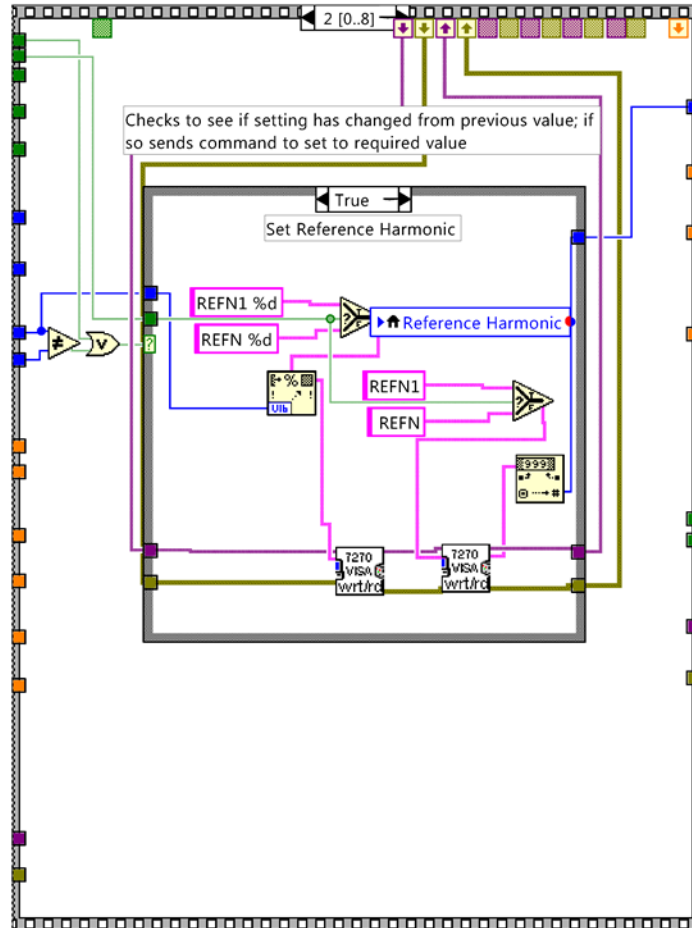 2 [0..8]
Checks to see if setting has changed from previous value; if
so sends command to set to required value
True
Set Reference Harmonic
REFN1 %d
REFN %d
Reference Harmonic
REFN1
REFN
?
?
?
≠
V
%
VIb
999
#
7270
VISA
wrt/rd
7270
VISA
wrt/rd